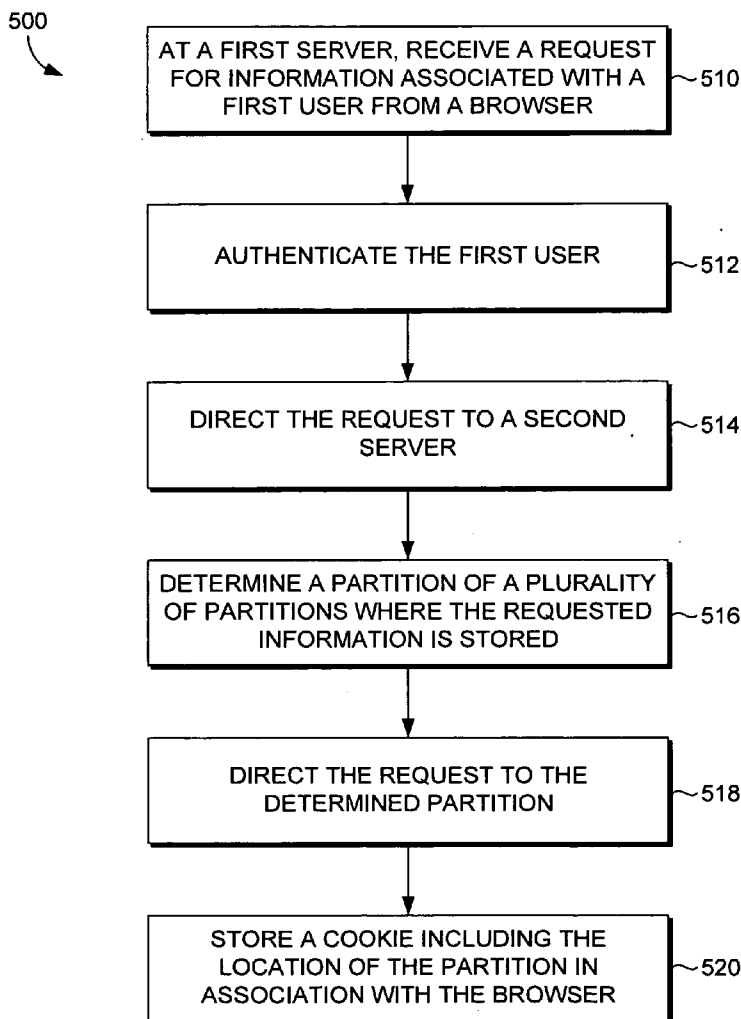 500
AT A FIRST SERVER, RECEIVE A REQUEST
FOR INFORMATION ASSOCIATED WITH A
FIRST USER FROM A BROWSER
510
AUTHENTICATE THE FIRST USER
512
DIRECT THE REQUEST TO A SECOND
SERVER
514
DETERMINE A PARTITION OF A PLURALITY
OF PARTITIONS WHERE THE REQUESTED
INFORMATION IS STORED
516
DIRECT THE REQUEST TO THE
DETERMINED PARTITION
518
STORE A COOKIE INCLUDING THE
LOCATION OF THE PARTITION IN
ASSOCIATION WITH THE BROWSER
520